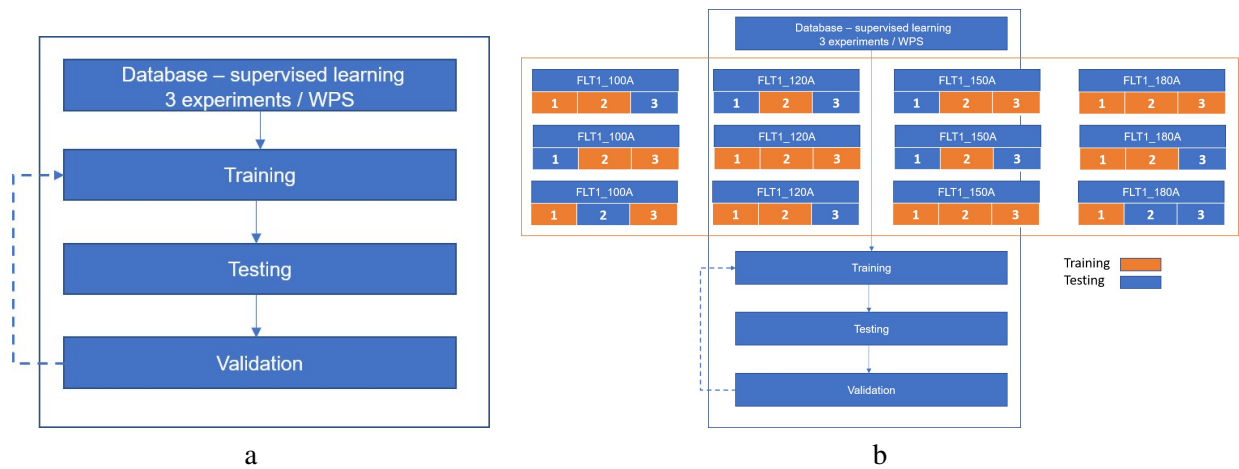 Database – supervised learning
3 experiments / WPS
Training
Testing
Validation
a
Database – supervised learning
3 experiments / WPS
FLT1_100A FLT1_120A FLT1_150A FLT1_180A
1 2 3 1 2 3 1 2 3 1 2 3
FLT1_100A FLT1_120A FLT1_150A FLT1_180A
1 2 3 1 2 3 1 2 3 1 2 3
FLT1_100A FLT1_120A FLT1_150A FLT1_180A
1 2 3 1 2 3 1 2 3 1 2 3
Training
Testing
Validation
Training
Testing
b